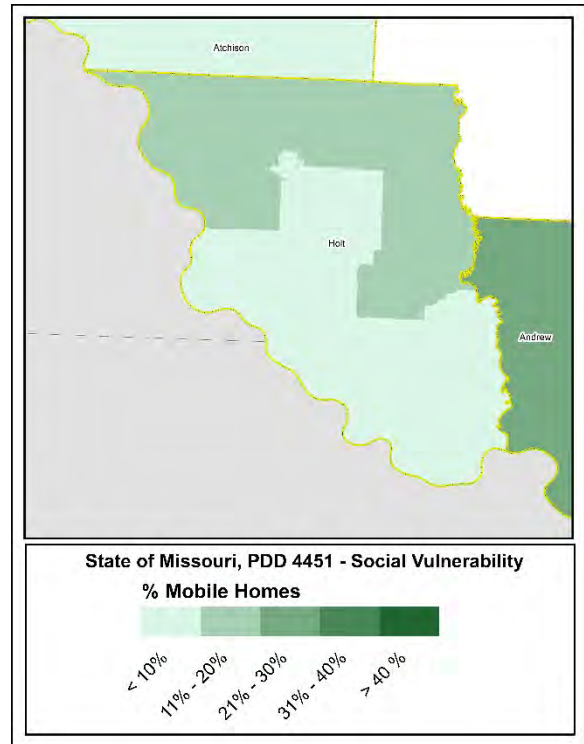 Atchison
Holt
Andrew
State of Missouri, PDD 4451 - Social Vulnerability
% Mobile Homes
< 10%
11% - 20%
21% - 30%
31% - 40%
> 40 %